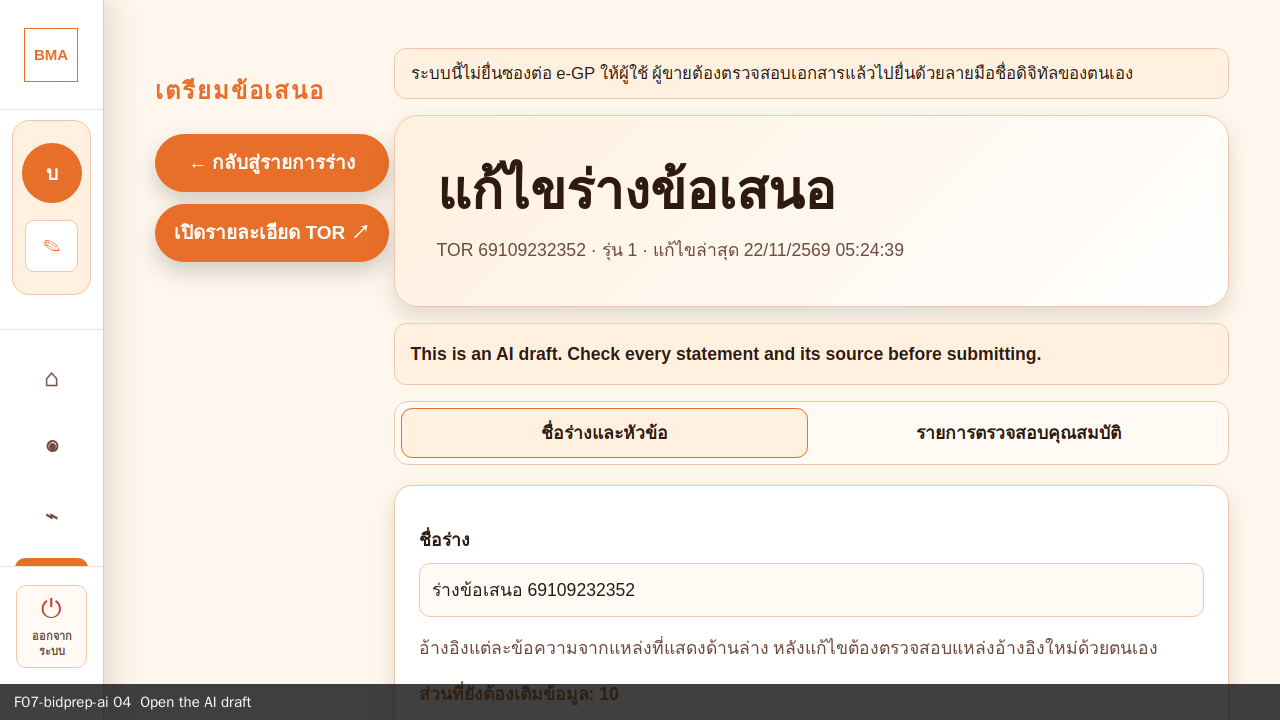 BMA
บ
ออกจาก
ระบบ
เตรียมข้อเสนอ
← กลับสู่รายการร่าง
เปิดรายละเอียด TOR ↗
ระบบนี้ไม่ยื่นซองต่อ e-GP ให้ผู้ใช้ ผู้ขายต้องตรวจสอบเอกสารแล้วไปยื่นด้วยลายมือชื่อดิจิทัลของตนเอง
แก้ไขร่างข้อเสนอ
TOR 69109232352 · รุ่น 1 · แก้ไขล่าสุด 22/11/2569 05:24:39
This is an AI draft. Check every statement and its source before submitting.
ชื่อร่างและหัวข้อ
รายการตรวจสอบคุณสมบัติ
ชื่อร่าง
ร่างข้อเสนอ 69109232352
อ้างอิงแต่ละข้อความจากแหล่งที่แสดงด้านล่าง หลังแก้ไขต้องตรวจสอบแหล่งอ้างอิงใหม่ด้วยตนเอง
ส่วนที่ยังต้องเติมข้อมูล: 10
F07-bidprep-ai 04 Open the AI draft